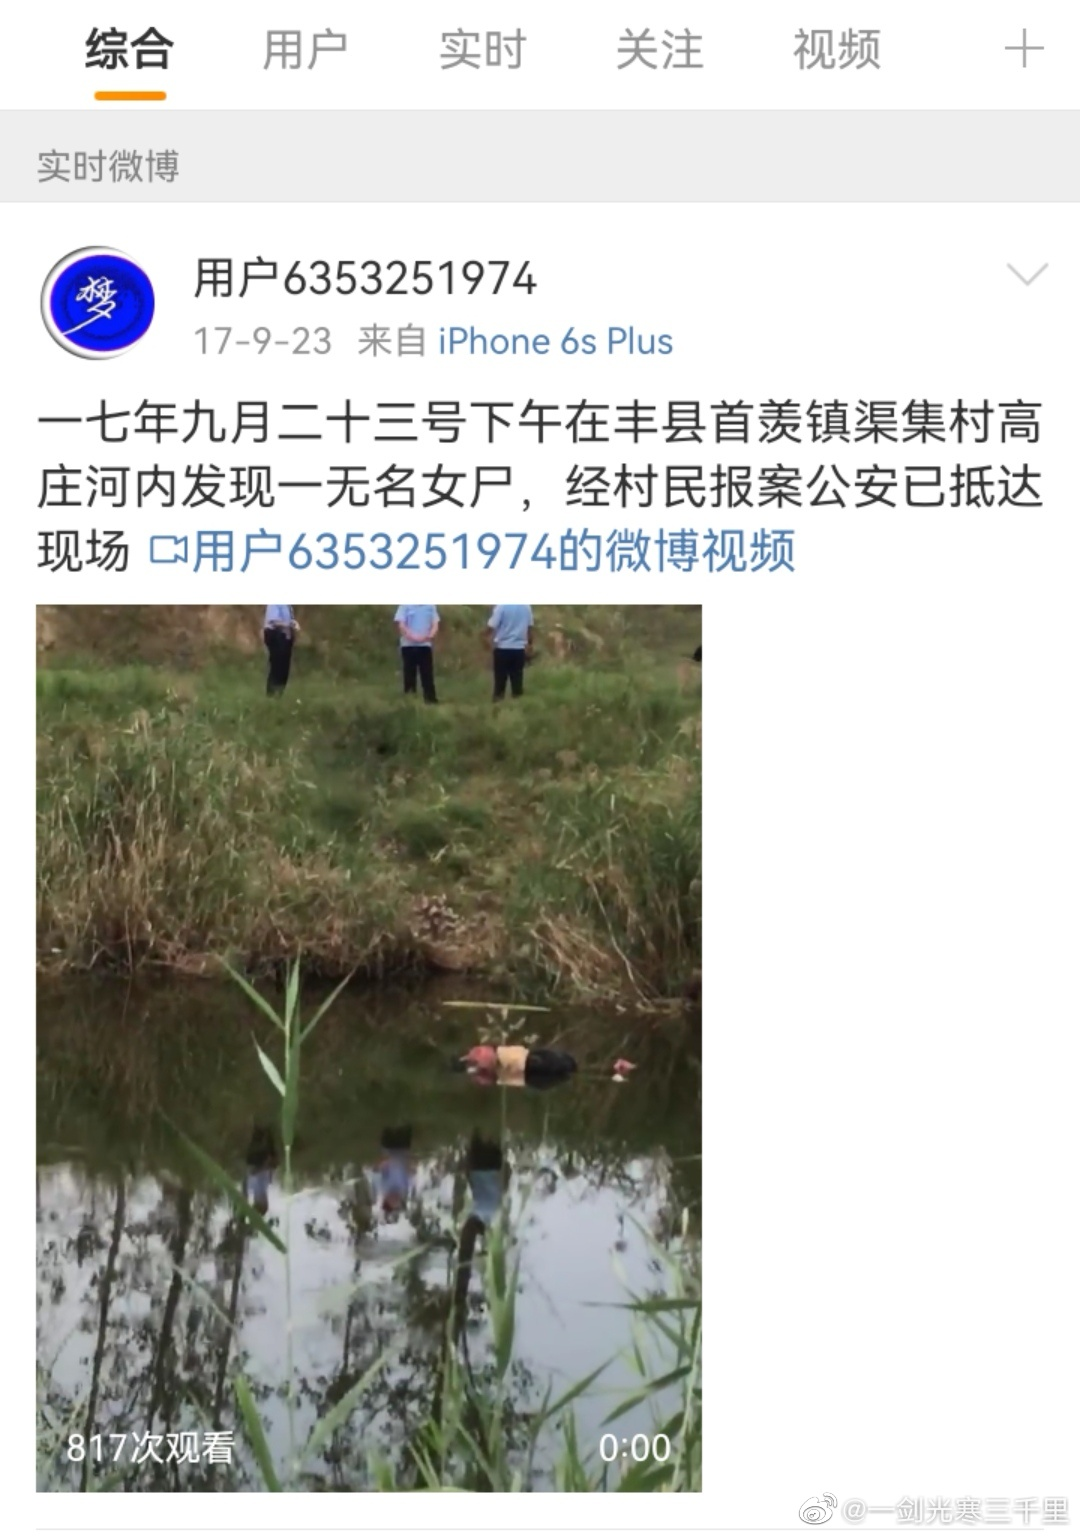 综合 用户 实时 关注 视频
实时微博
梦
用户6353251974
17-9-23 来自 iPhone 6s Plus
一七年九月二十三号下午在丰县首羡镇渠集村高
庄河内发现一无名女尸，经村民报案公安已抵达
现场 用户6353251974的微博视频
817次观看 0:00
@一剑光寒三千里